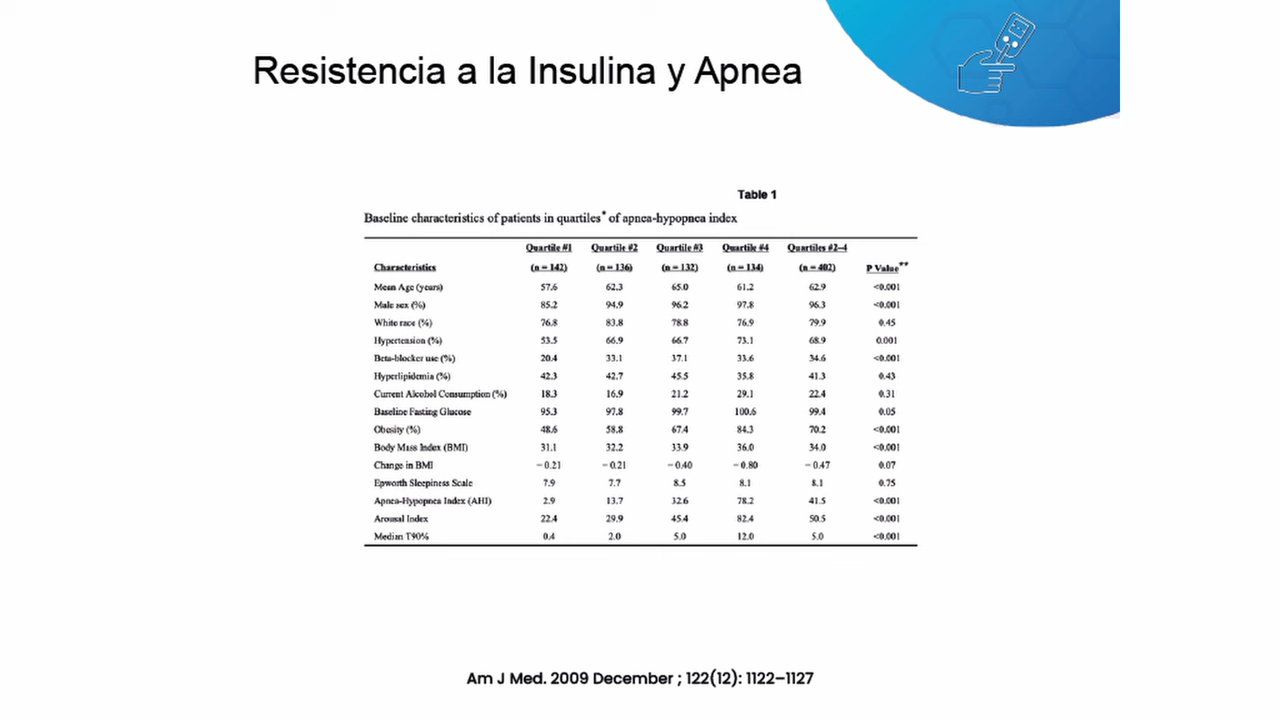 Resistencia a la Insulina y Apnea
Table 1
Baseline characteristics of patients in quartiles* of apnea-hypopnea index
Quartile #1 Quartile #2 Quartile #3 Quartile #4 Quartiles #2–4
Characteristics (n = 142) (n = 136) (n = 132) (n = 134) (n = 402) P Value**
Mean Age (years) 57.6 62.3 65.0 61.2 62.9 <0.001
Male sex (%) 85.2 94.9 96.2 97.8 96.3 <0.001
White race (%) 76.8 83.8 78.8 76.9 79.9 0.45
Hypertension (%) 53.5 66.9 66.7 73.1 68.9 0.001
Beta-blocker use (%) 20.4 33.1 37.1 33.6 34.6 <0.001
Hyperlipidemia (%) 42.3 42.7 45.5 35.8 41.3 0.43
Current Alcohol Consumption (%) 18.3 16.9 21.2 29.1 22.4 0.31
Baseline Fasting Glucose 95.3 97.8 99.7 100.6 99.4 0.05
Obesity (%) 48.6 58.8 67.4 84.3 70.2 <0.001
Body Mass Index (BMI) 31.1 32.2 33.9 36.0 34.0 <0.001
Change in BMI −0.21 −0.21 −0.40 −0.80 −0.47 0.07
Epworth Sleepiness Scale 7.9 7.7 8.5 8.1 8.1 0.75
Apnea-Hypopnea Index (AHI) 2.9 13.7 32.6 78.2 41.5 <0.001
Arousal Index 22.4 29.9 45.4 82.4 50.5 <0.001
Median T90% 0.4 2.0 5.0 12.0 5.0 <0.001
Am J Med. 2009 December ; 122(12): 1122–1127